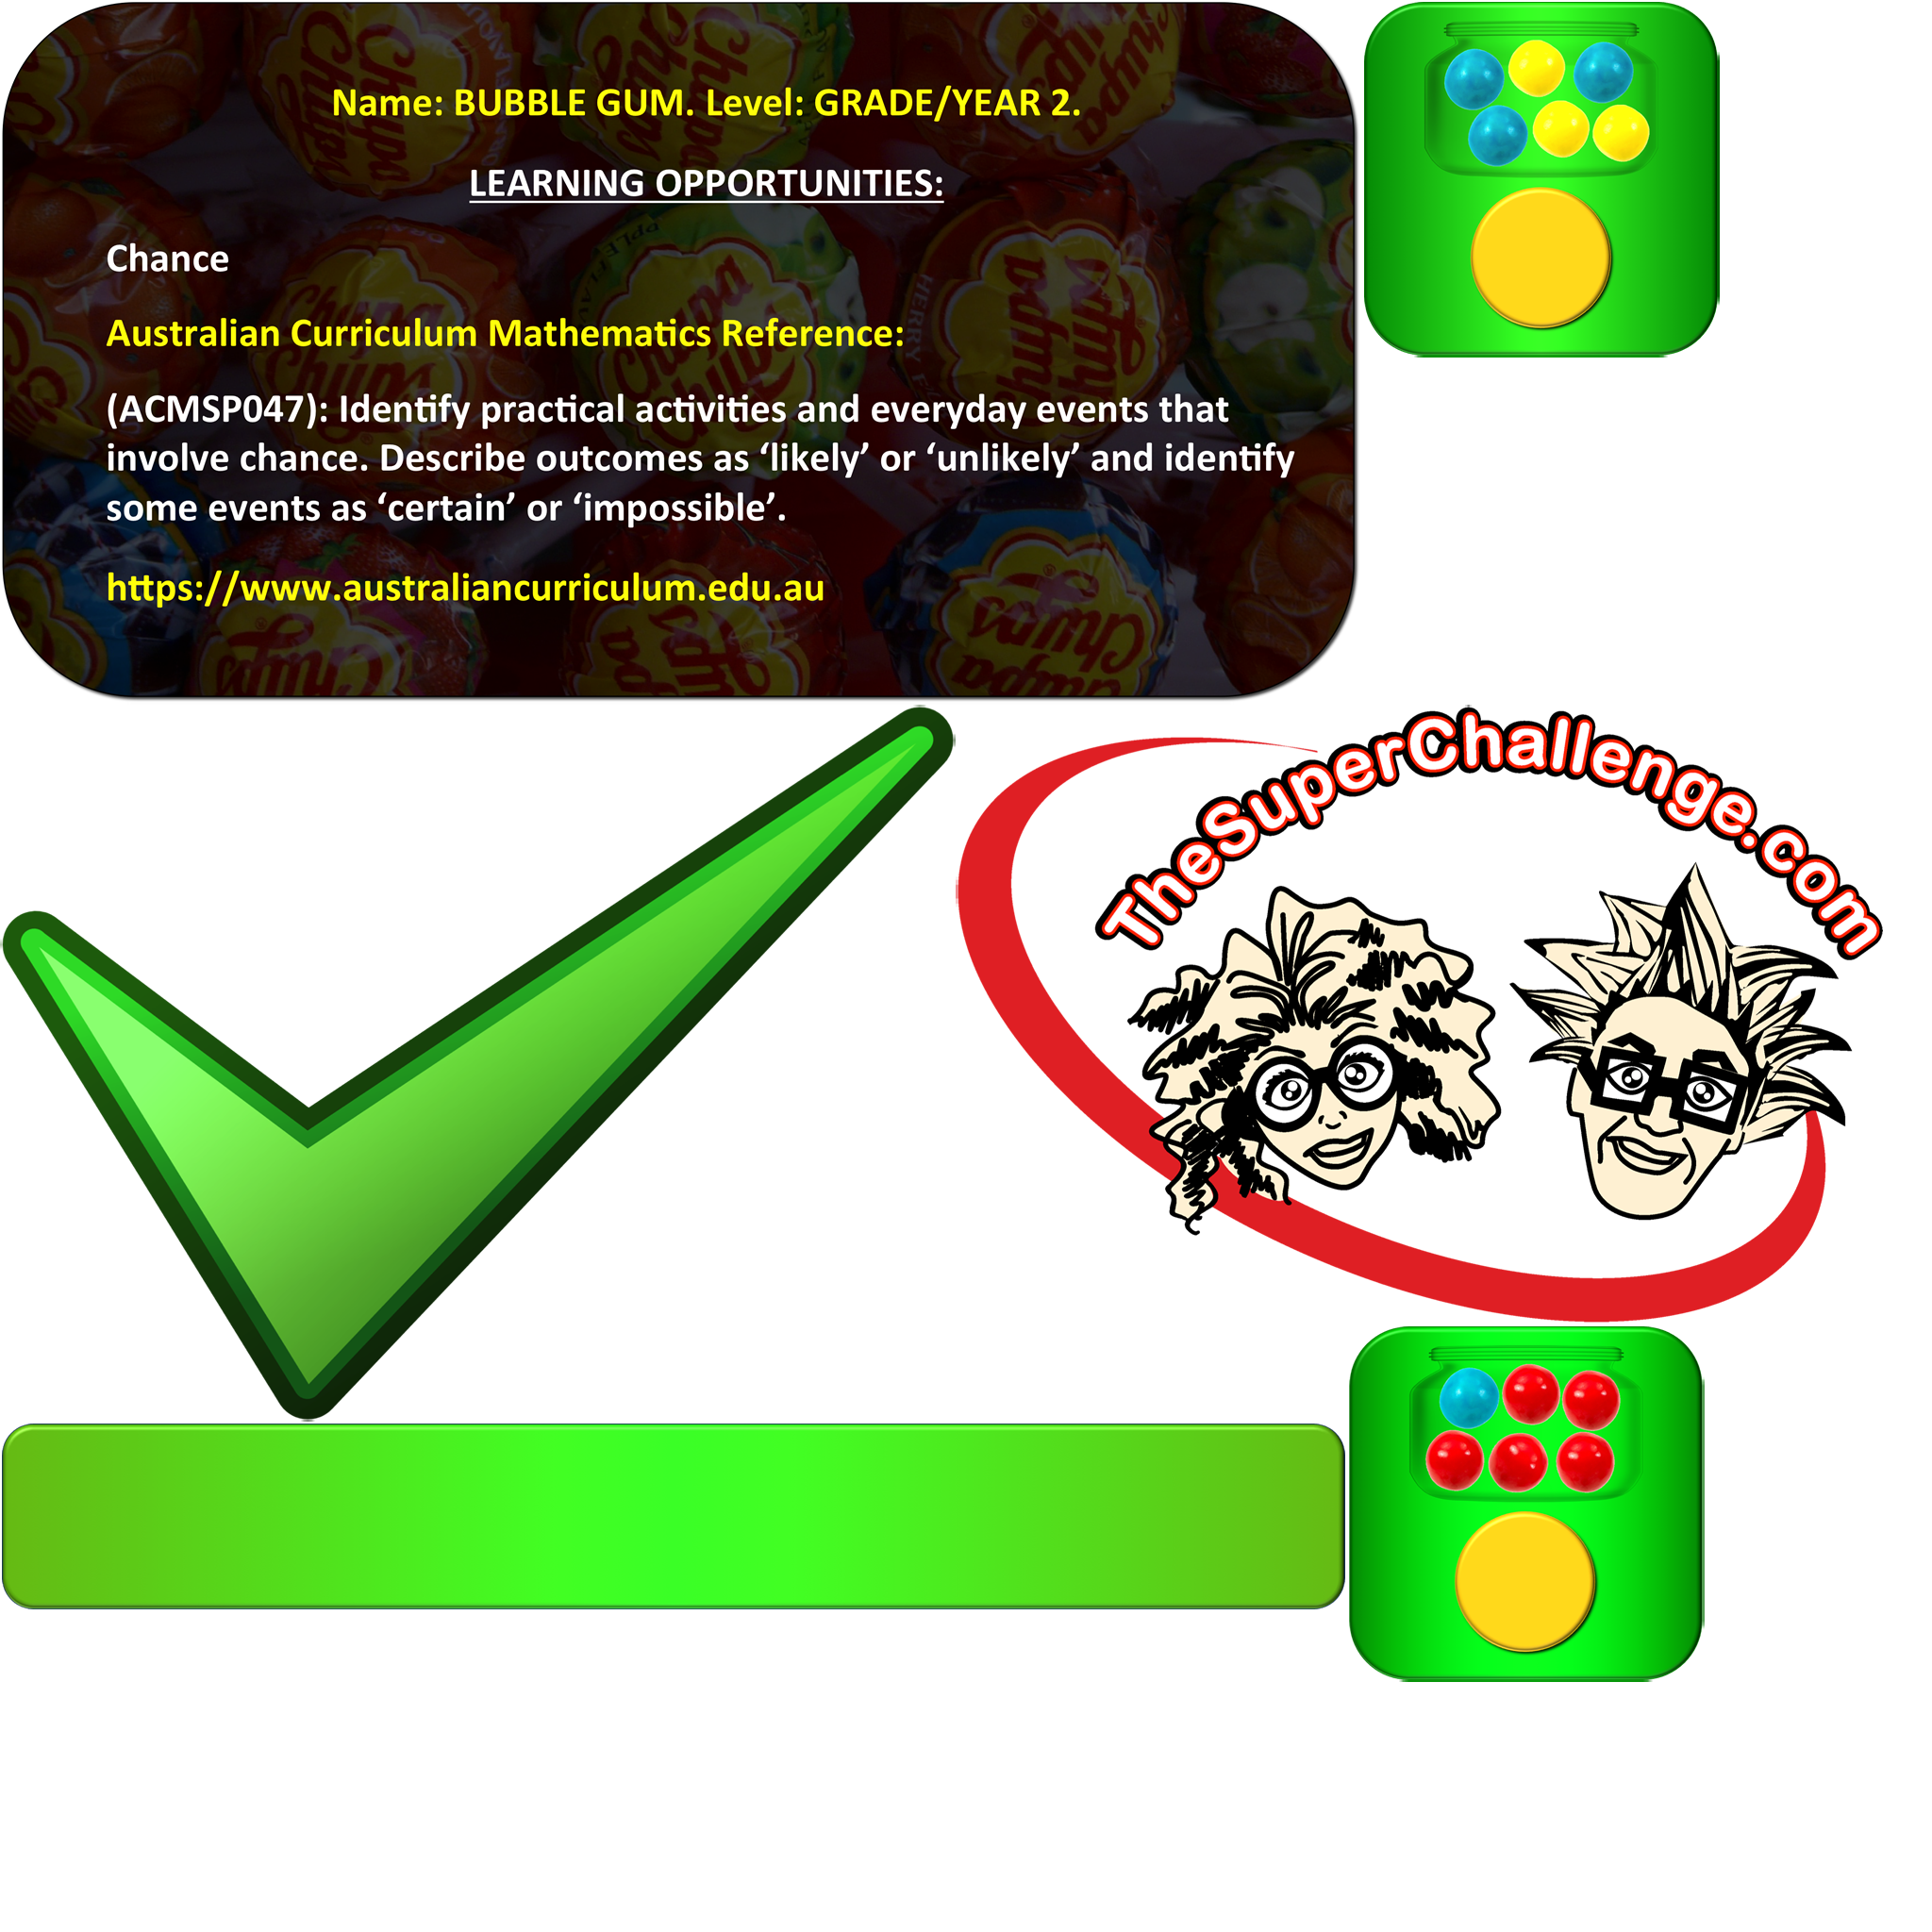 Name: BUBBLE GUM. Level: GRADE/YEAR 2.
LEARNING OPPORTUNITIES:
Chance
Australian Curriculum Mathematics Reference:
(ACMSP047): Identify practical activities and everyday events that
involve chance. Describe outcomes as ‘likely’ or ‘unlikely’ and identify
some events as ‘certain’ or ‘impossible’.
https://www.australiancurriculum.edu.au
TheSuperChallenge.com